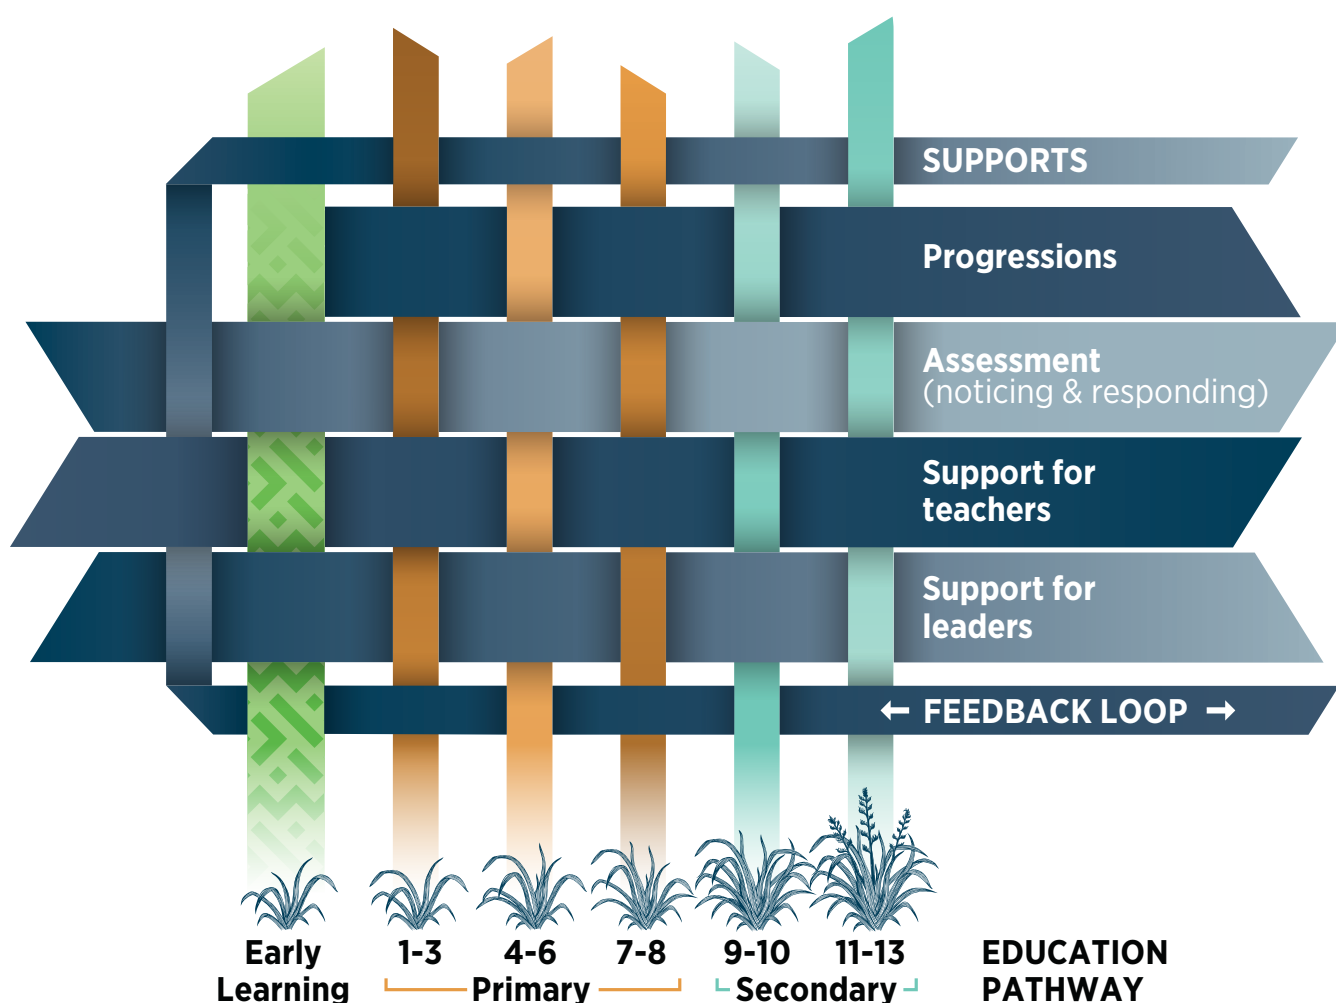 SUPPORTS
Progressions
Assessment
(noticing & responding)
Support for
teachers
Support for
leaders
← FEEDBACK LOOP →
Early
Learning
1-3
4-6
7-8
Primary
9-10
11-13
Secondary
EDUCATION
PATHWAY